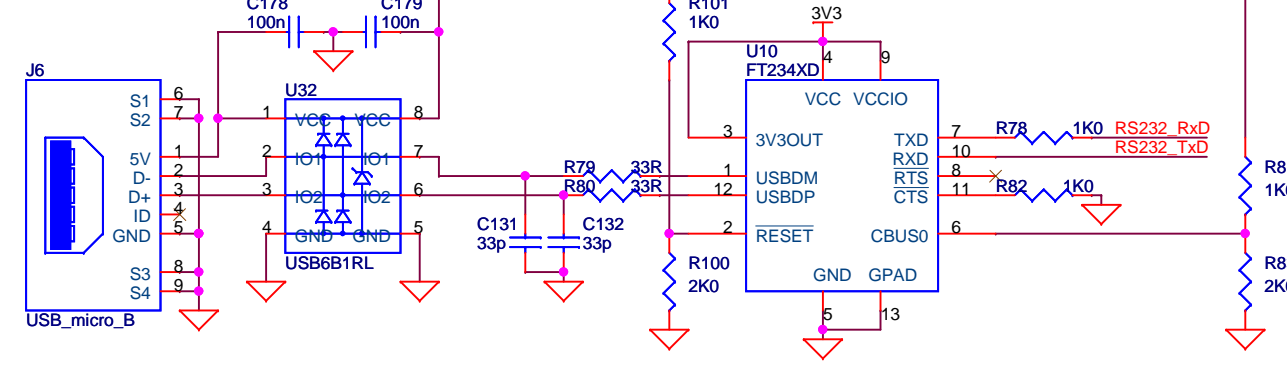 C178
100n
C179
100n
R101
1K0
3V3
J6
U32
U10
FT234XD
4
9
VCC VCCIO
S1 6
S2 7
5V 1
D- 2
D+ 3
ID 4
GND 5
S3 8
S4 9
USB_micro_B
1 VCC VCC 8
2 IO1 IO1 7
3 IO2 IO2 6
4 GND GND 5
USB6B1RL
R79 33R
R80 33R
C131
33p
C132
33p
R100
2K0
3 3V3OUT
1 USBDM
12 USBDP
2 RESET
TXD 7
RXD 10
RTS 8
CTS 11
CBUS0 6
GND GPAD
5
13
R78 1K0 RS232_RxD
RS232_TxD
R82 1K0
R8
1K
R8
2K